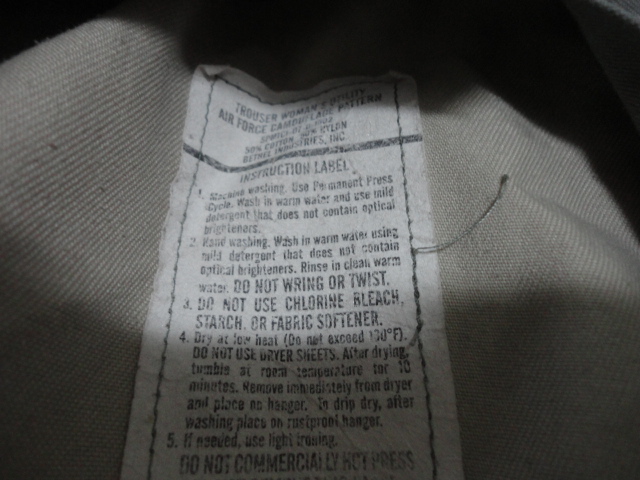 TROUSER WOMAN'S UTILITY
AIR FORCE CAMOUFLAGE PATTERN
50% COTTON, 50% NYLON
BETHEL INDUSTRIES, INC
INSTRUCTION LABEL
1. Machine washing. Use Permanent Press
Cycle. Wash in warm water and use mild
detergent that does not contain optical
brighteners.
2. Hand washing. Wash in warm water using
mild detergent that does not contain
optical brighteners. Rinse in clean warm
water. DO NOT WRING OR TWIST.
3. DO NOT USE CHLORINE BLEACH,
STARCH, OR FABRIC SOFTENER.
4. Dry at low heat (Do not exceed 130°F).
DO NOT USE DRYER SHEETS. After drying,
tumble at room temperature for 10
minutes. Remove immediately from dryer
and place on hanger. To drip dry, after
washing place on rustproof hanger.
5. If needed, use light ironing.
DO NOT COMMERCIALLY HOT PRESS